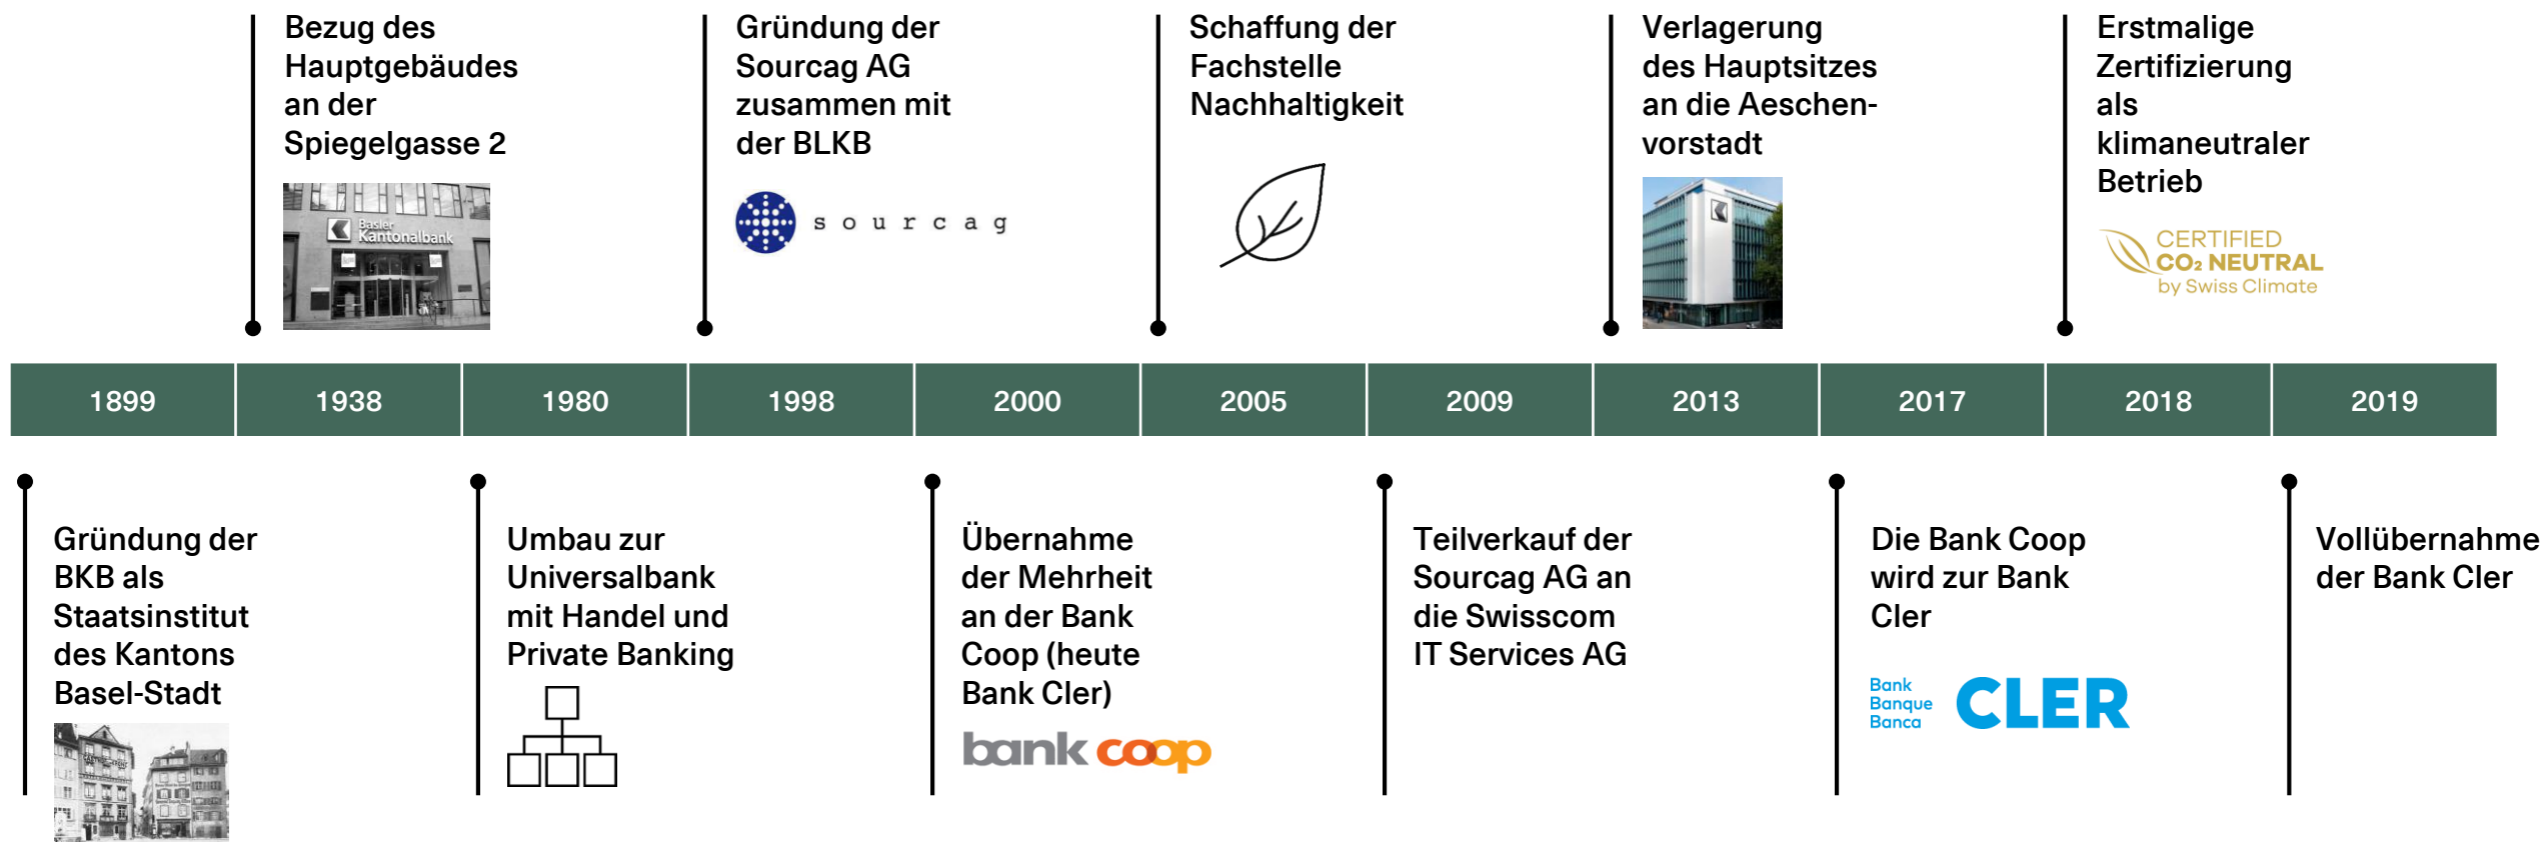 Bezug des
Hauptgebäudes
an der
Spiegelgasse 2
Basler
Kantonalbank
Gründung der
Sourcag AG
zusammen mit
der BLKB
sourcag
Schaffung der
Fachstelle
Nachhaltigkeit
Verlagerung
des Hauptsitzes
an die Aeschen-
vorstadt
Erstmalige
Zertifizierung
als
klimaneutraler
Betrieb
CERTIFIED
CO₂ NEUTRAL
by Swiss Climate
1899
1938
1980
1998
2000
2005
2009
2013
2017
2018
2019
Gründung der
BKB als
Staatsinstitut
des Kantons
Basel-Stadt
Umbau zur
Universalbank
mit Handel und
Private Banking
Übernahme
der Mehrheit
an der Bank
Coop (heute
Bank Cler)
bank coop
Teilverkauf der
Sourcag AG an
die Swisscom
IT Services AG
Die Bank Coop
wird zur Bank
Cler
Bank
Banque
Banca
CLER
Vollübernahme
der Bank Cler